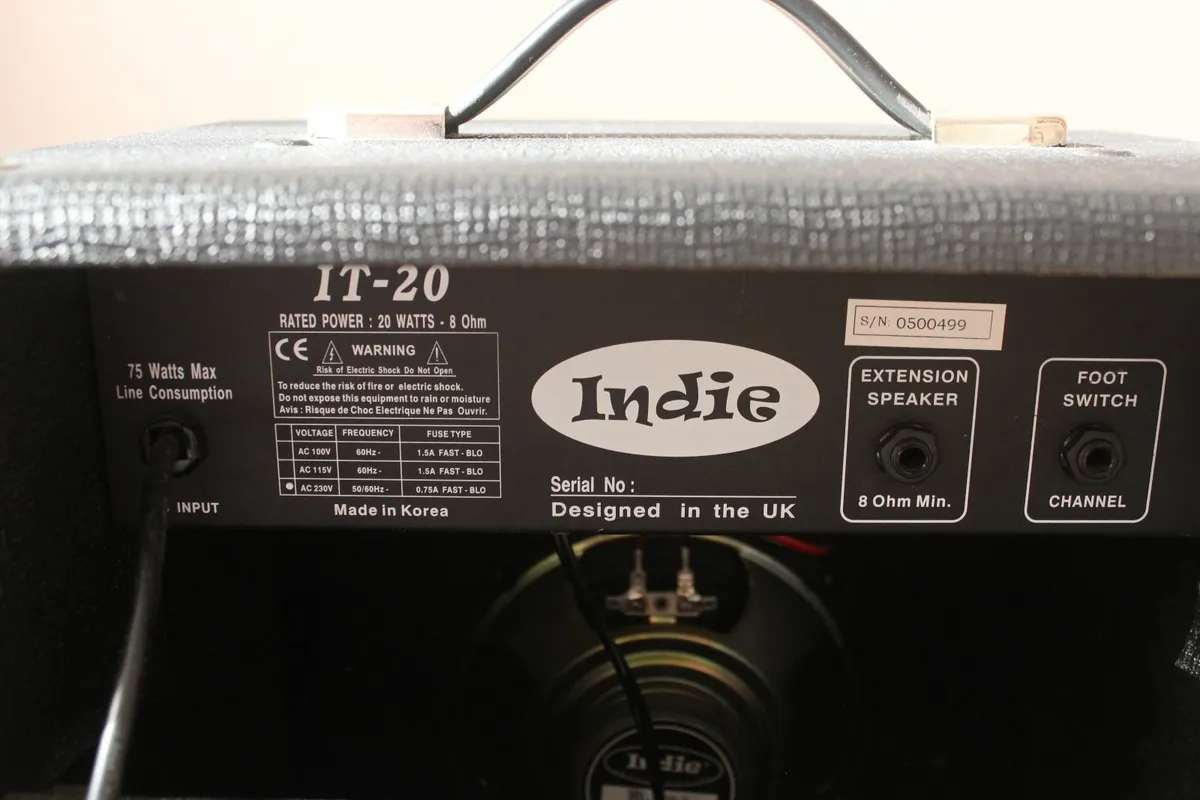 IT-20
RATED POWER : 20 WATTS - 8 Ohm
75 Watts Max
Line Consumption
INPUT
CE WARNING
Risk of Electric Shock Do Not Open
To reduce the risk of fire or electric shock.
Do not expose this equipment to rain or moisture
Avis : Risque de Choc Electrique Ne Pas Ouvrir.
VOLTAGE FREQUENCY FUSE TYPE
AC 100V 60Hz - 1.5A FAST - BLO
AC 115V 60Hz - 1.5A FAST - BLO
AC 230V 50/60Hz - 0.75A FAST - BLO
Made in Korea
Indie
Serial No :
Designed in the UK
S/N: 0500499
EXTENSION
SPEAKER
8 Ohm Min.
FOOT
SWITCH
CHANNEL
Indie